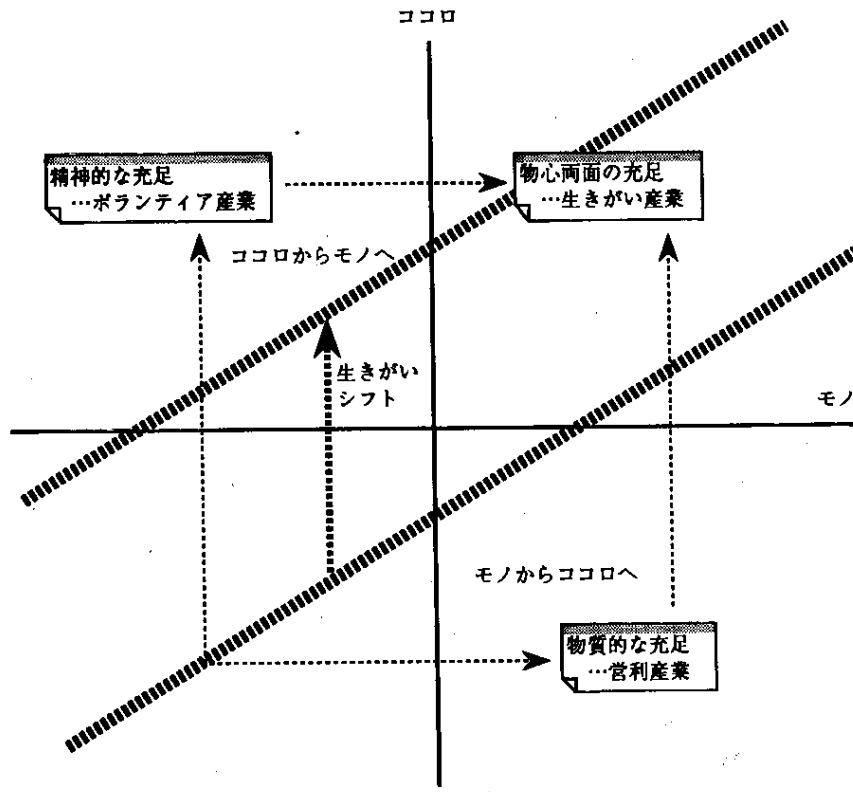 ココロ
精神的な充足
…ボランティア産業
物心両面の充足
…生きがい産業
ココロからモノへ
生きがい
シフト
モノ
モノからココロへ
物質的な充足
…営利産業